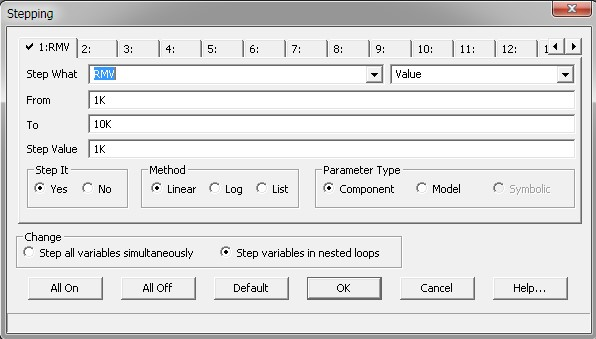 Stepping
1:RMV 2: 3: 4: 5: 6: 7: 8: 9: 10: 11: 12: 1
Step What RMV Value
From 1K
To 10K
Step Value 1K
Step It Method Parameter Type
Yes No Linear Log List Component Model Symbolic
Change
Step all variables simultaneously Step variables in nested loops
All On All Off Default OK Cancel Help...